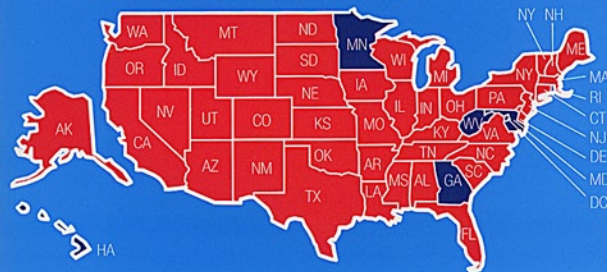 NY NH
WA
MT
ND
MN
ME
OR
ID
SD
WI
MI
NY
MA
WY
IA
PA
RI
NE
NV
IL
IN
OH
CT
UT
CO
WV
NJ
CA
KS
MO
KY
VA
DE
AK
TN
NC
MD
OK
AZ
NM
AR
SC
DC
MS
AL
GA
TX
LA
FL
HA